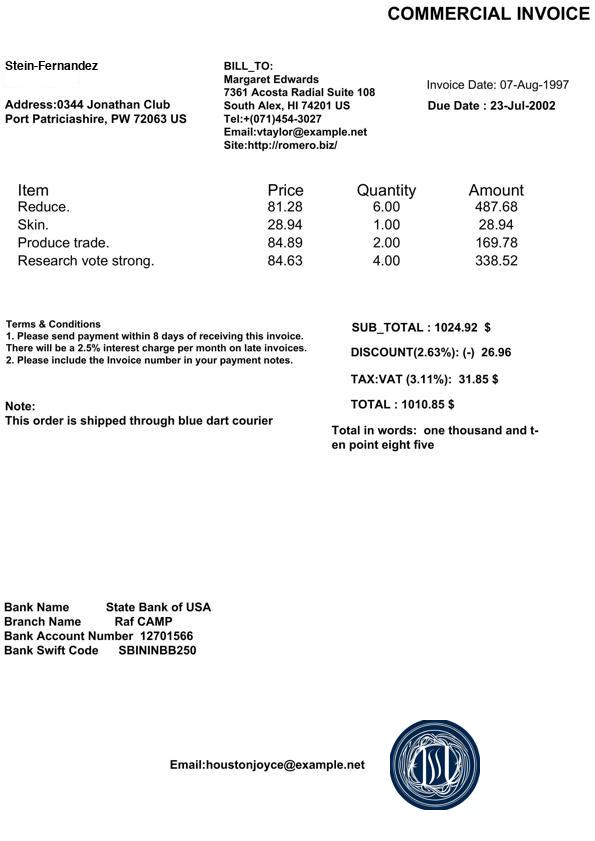 COMMERCIAL INVOICE
Stein-Fernandez
Address:0344 Jonathan Club
Port Patriciashire, PW 72063 US
BILL_TO:
Margaret Edwards
7361 Acosta Radial Suite 108
South Alex, HI 74201 US
Tel:+(071)454-3027
Email:vtaylor@example.net
Site:http://romero.biz/
Invoice Date: 07-Aug-1997
Due Date : 23-Jul-2002
Item Price Quantity Amount
Reduce. 81.28 6.00 487.68
Skin. 28.94 1.00 28.94
Produce trade. 84.89 2.00 169.78
Research vote strong. 84.63 4.00 338.52
Terms & Conditions
1. Please send payment within 8 days of receiving this invoice.
There will be a 2.5% interest charge per month on late invoices.
2. Please include the Invoice number in your payment notes.
SUB_TOTAL : 1024.92 $
DISCOUNT(2.63%): (-) 26.96
TAX:VAT (3.11%): 31.85 $
TOTAL : 1010.85 $
Note:
This order is shipped through blue dart courier
Total in words: one thousand and t-
en point eight five
Bank Name State Bank of USA
Branch Name Raf CAMP
Bank Account Number 12701566
Bank Swift Code SBININBB250
Email:houstonjoyce@example.net